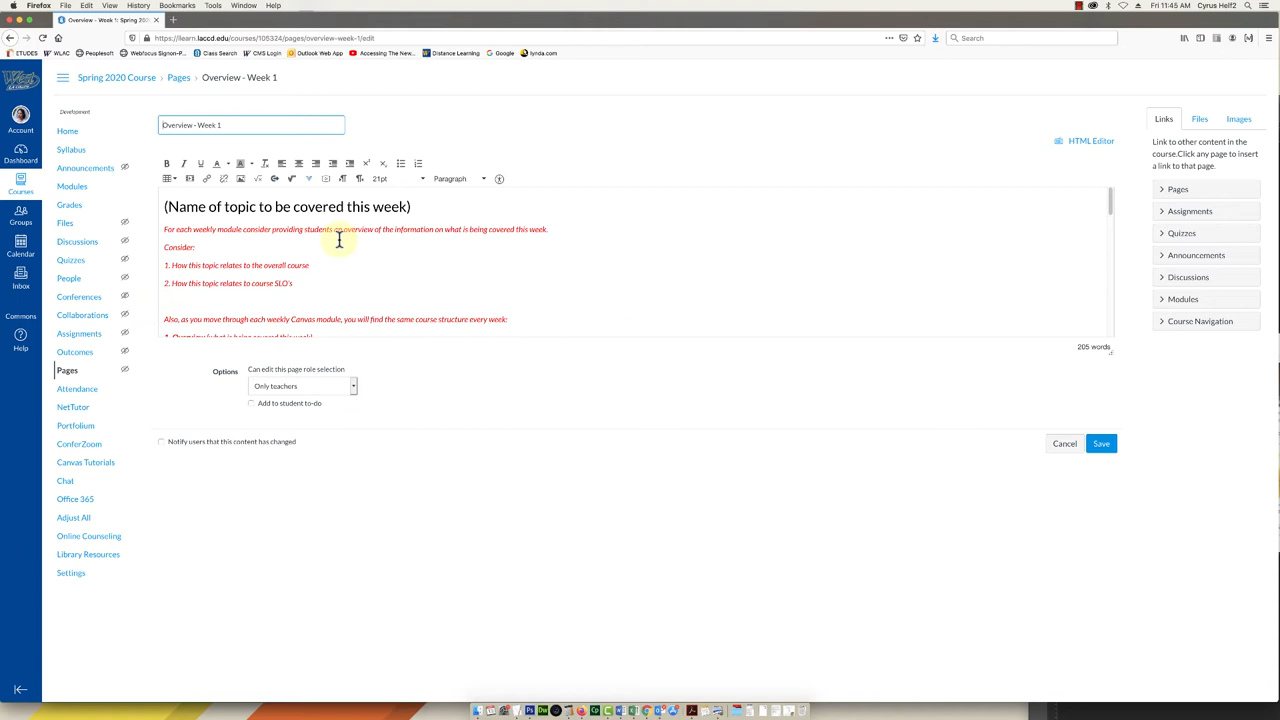 Firefox File Edit View History Bookmarks Tools Window Help Fri 11:45 AM Cyrus Helf2
Overview - Week 1: Spring 202
https://ilearn.laccd.edu/courses/105324/pages/overview-week-1/edit Search
ETUDES WLAC Peoplesoft Webfocus Signon-P... Class Search CMS Login Outlook Web App Accessing The New... Distance Learning Google lynda.com
Spring 2020 Course > Pages > Overview - Week 1
Account
Dashboard
Courses
Groups
Calendar
Inbox
Commons
Help
Development
Home
Syllabus
Announcements
Modules
Grades
Files
Discussions
Quizzes
People
Conferences
Collaborations
Assignments
Outcomes
Pages
Attendance
NetTutor
Portfolium
ConferZoom
Canvas Tutorials
Chat
Office 365
Adjust All
Online Counseling
Library Resources
Settings
Overview - Week 1
HTML Editor
21pt Paragraph
(Name of topic to be covered this week)
For each weekly module consider providing students an overview of the information on what is being covered this week.
Consider:
1. How this topic relates to the overall course
2. How this topic relates to course SLO's
Also, as you move through each weekly Canvas module, you will find the same course structure every week:
1. Overview (what is being covered this week)
205 words
Options Can edit this page role selection
Only teachers
Add to student to-do
Notify users that this content has changed
Cancel Save
Links Files Images
Link to other content in the
course.Click any page to insert
a link to that page.
Pages
Assignments
Quizzes
Announcements
Discussions
Modules
Course Navigation